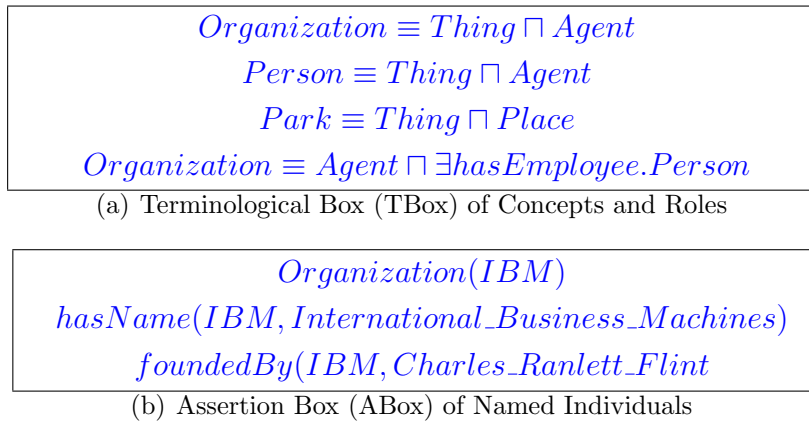 Organization ≡ Thing ⊓ Agent
Person ≡ Thing ⊓ Agent
Park ≡ Thing ⊓ Place
Organization ≡ Agent ⊓ ∃hasEmployee.Person
(a) Terminological Box (TBox) of Concepts and Roles
Organization(IBM)
hasName(IBM, International_Business_Machines)
foundedBy(IBM, Charles_Ranlett_Flint
(b) Assertion Box (ABox) of Named Individuals